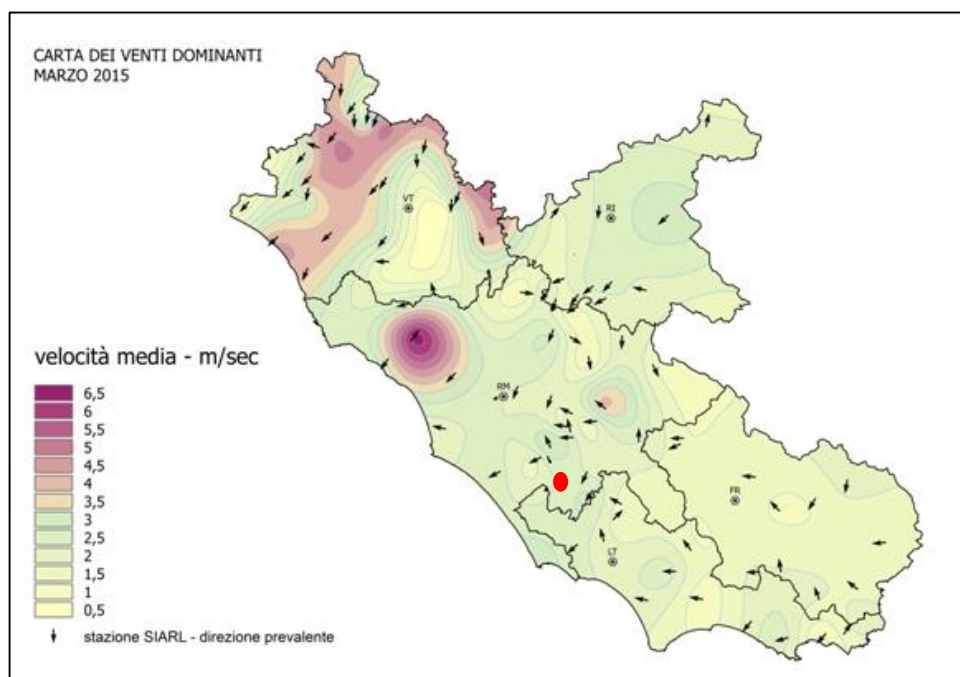 CARTA DEI VENTI DOMINANTI
MARZO 2015
VT
RI
RM
FR
LT
velocità media - m/sec
6,5
6
5,5
5
4,5
4
3,5
3
2,5
2
1,5
1
0,5
stazione SIARL - direzione prevalente